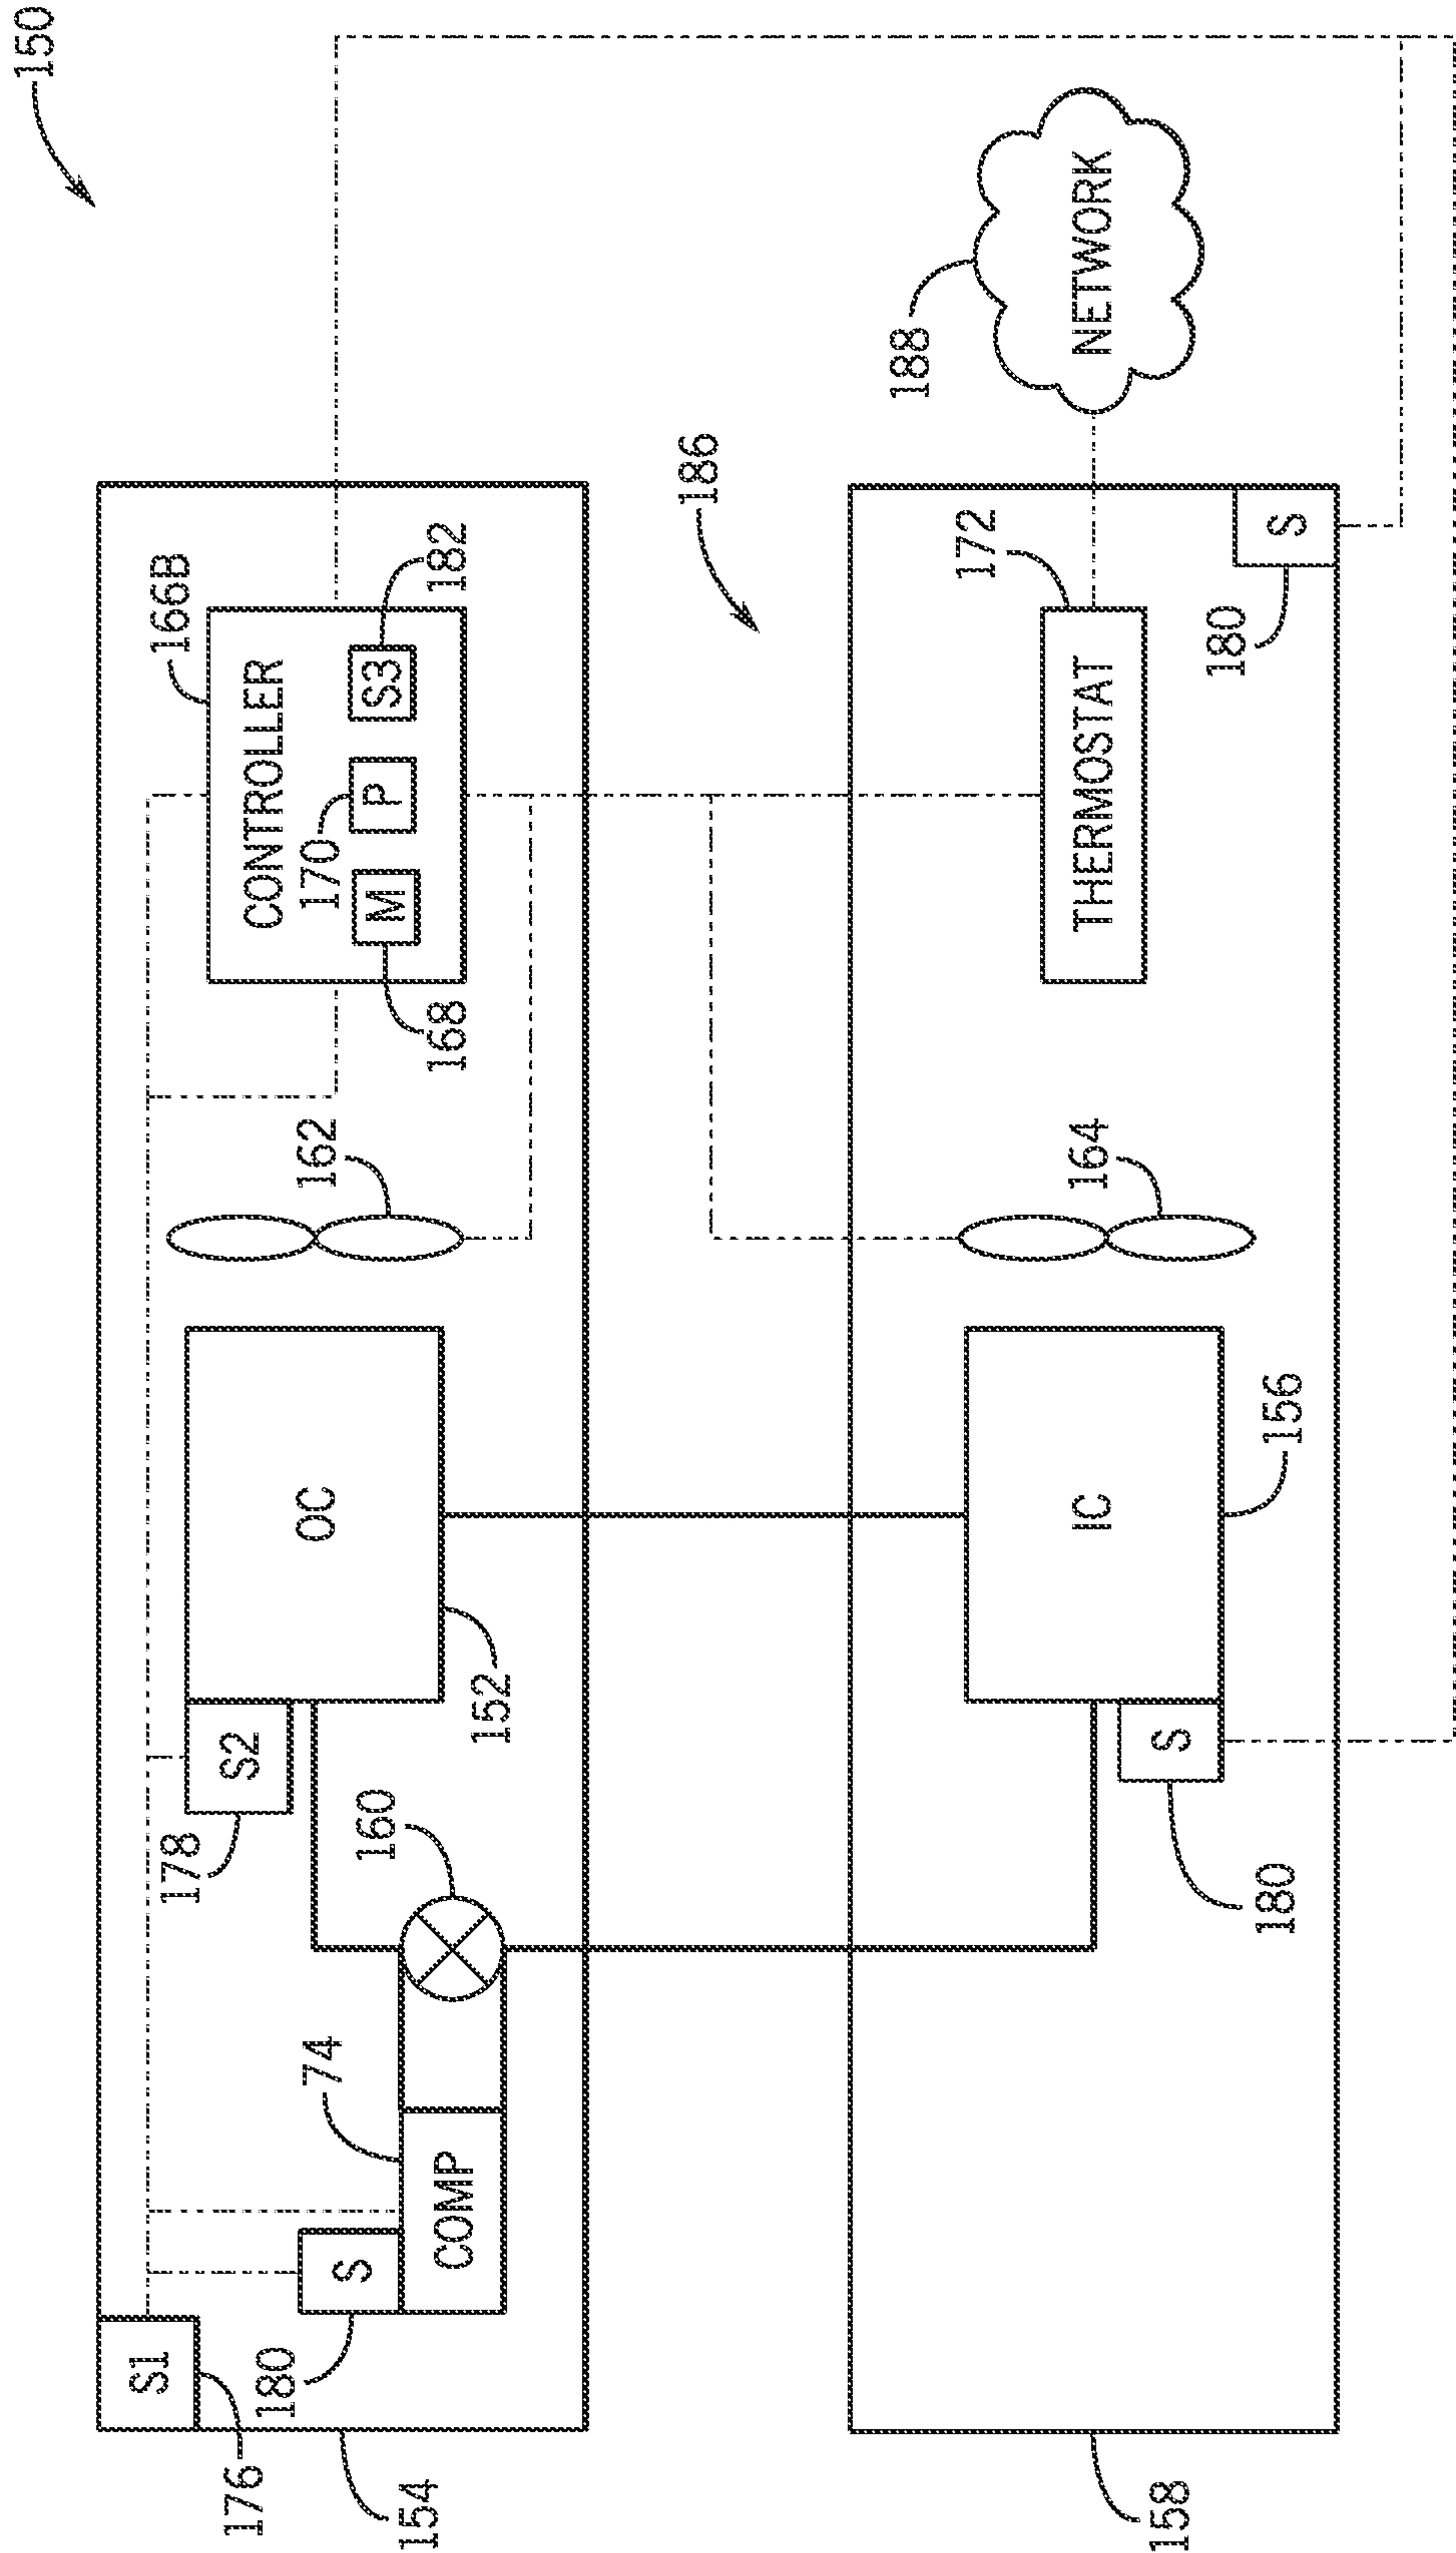 150
166B
CONTROLLER
170
M
P
S3
168
182
162
OC
152
S2
178
160
74
COMP
S
180
S1
176
154
186
188
NETWORK
172
THERMOSTAT
S
180
164
IC
156
S
180
158